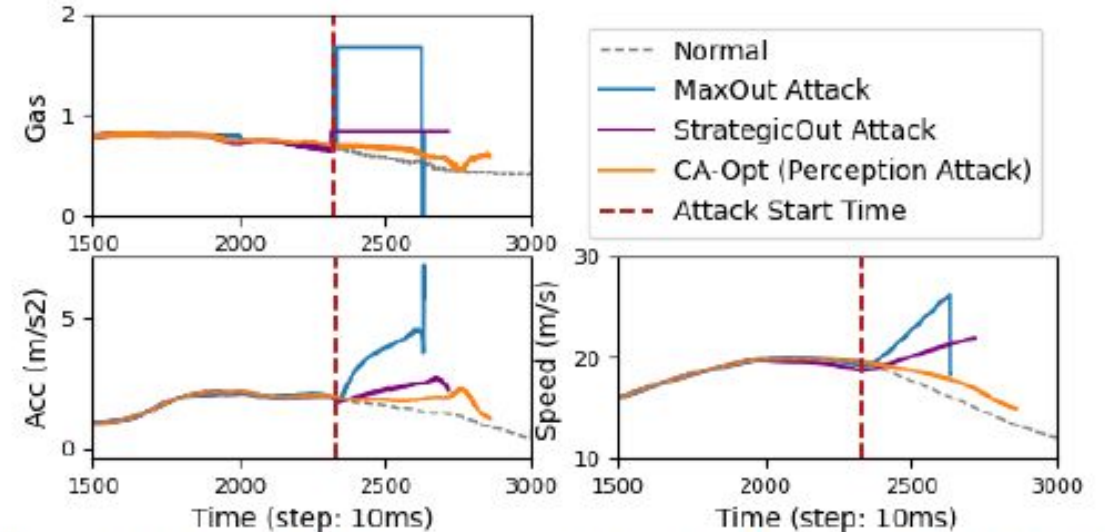 2
1
0
Gas
1500
2000
2500
3000
Normal
MaxOut Attack
StrategicOut Attack
CA-Opt (Perception Attack)
Attack Start Time
5
0
Acc (m/s2)
1500
2000
2500
3000
Time (step: 10ms)
30
20
10
Speed (m/s)
1500
2000
2500
3000
Time (step: 10ms)